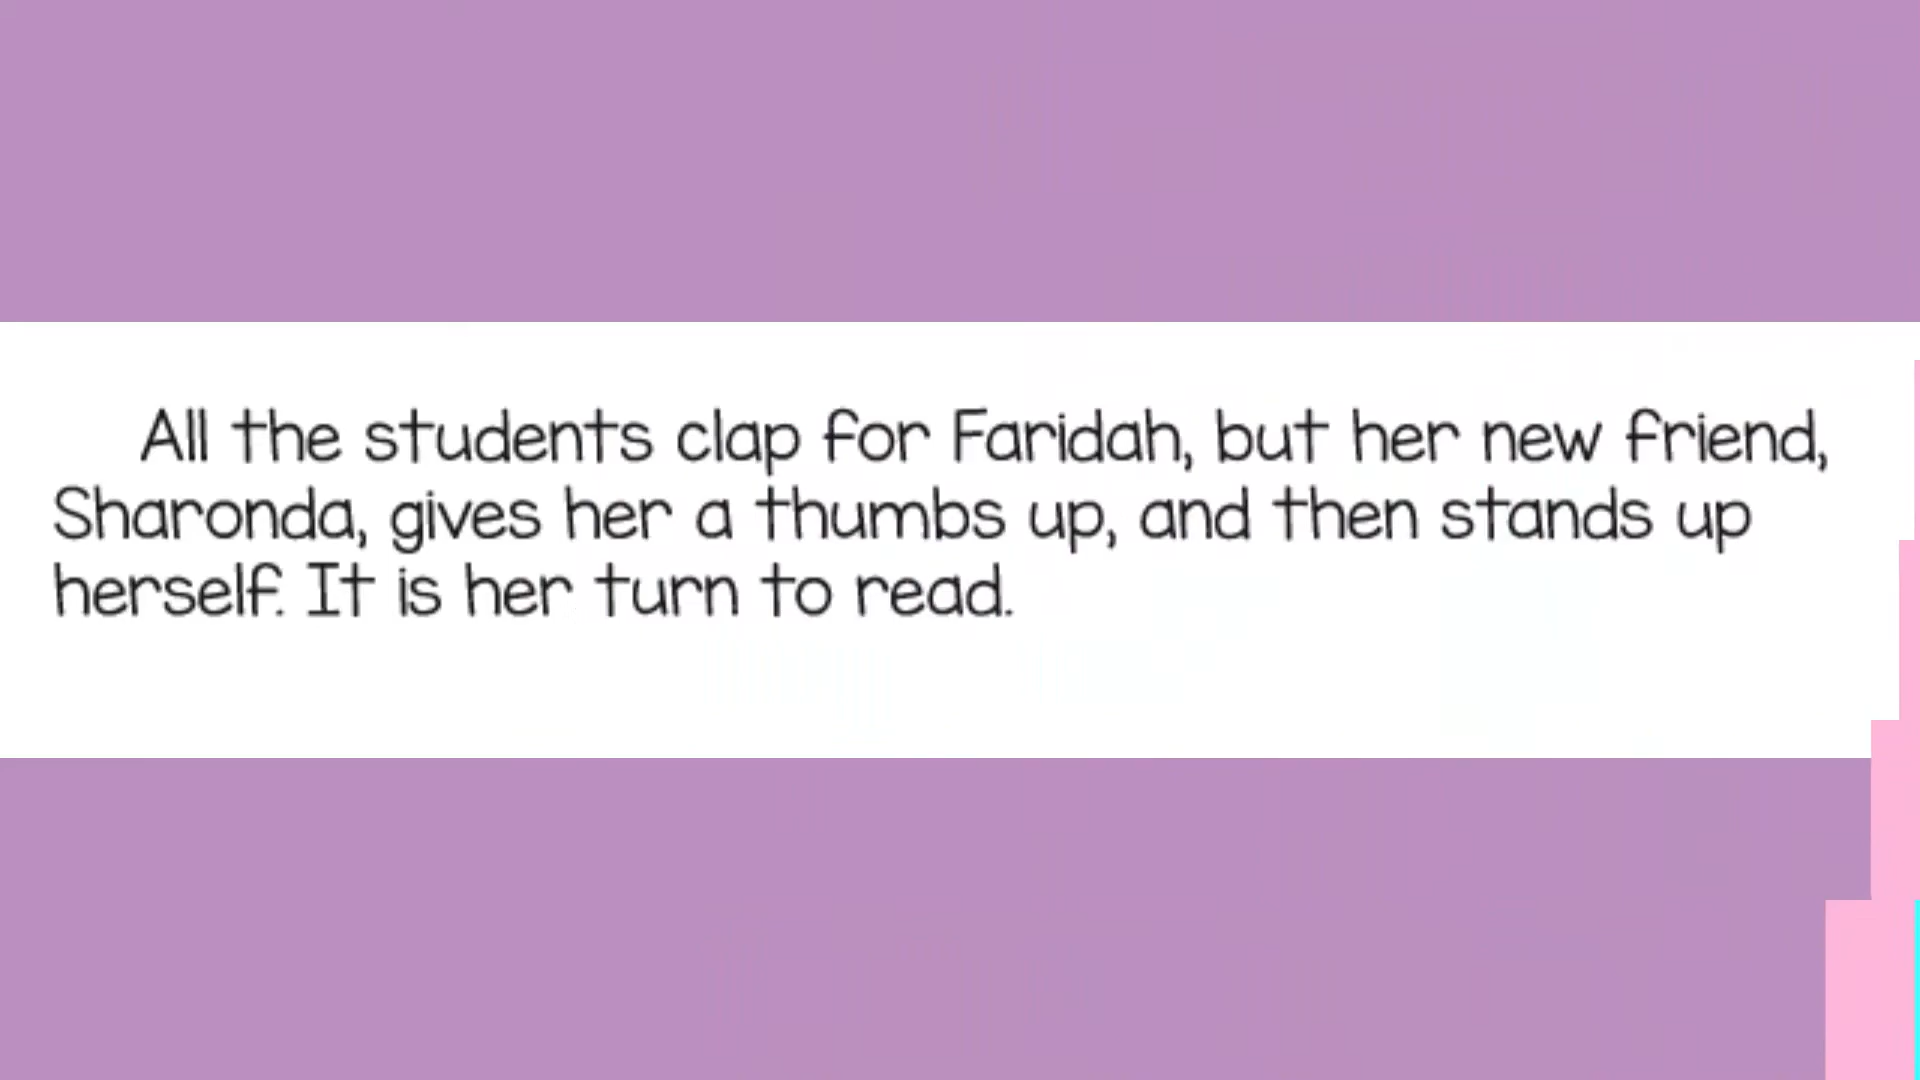 All the students clap for Faridah, but her new friend,
Sharonda, gives her a thumbs up, and then stands up
herself. It is her turn to read.